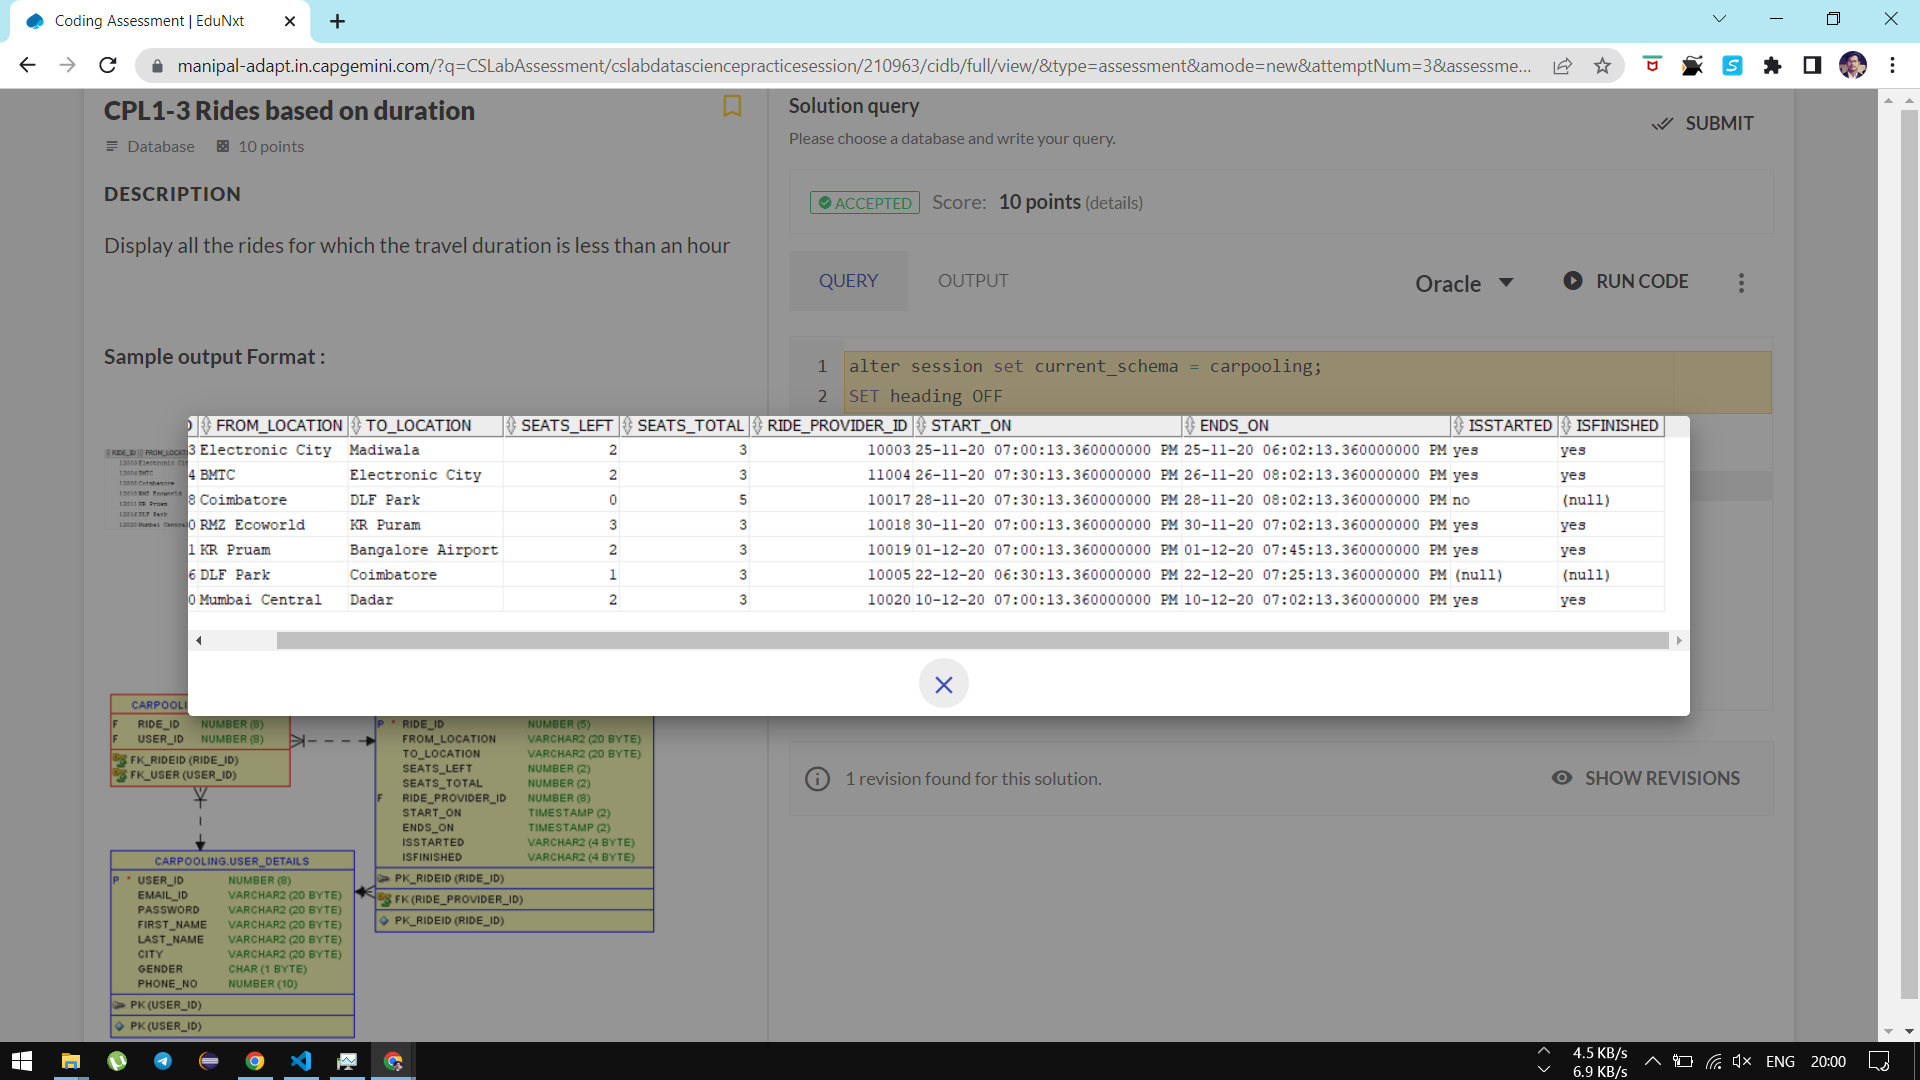 Coding Assessment | EduNxt
manipal-adapt.in.capgemini.com/?q=CSLabAssessment/cslabdatasciencepracticesession/210963/cidb/full/view/&type=assessment&amode=new&attemptNum=3&assessme...
CPL1-3 Rides based on duration
Database 10 points
DESCRIPTION
Display all the rides for which the travel duration is less than an hour
Sample output Format :
Solution query
Please choose a database and write your query.
SUBMIT
ACCEPTED Score: 10 points (details)
QUERY OUTPUT Oracle RUN CODE
1 alter session set current_schema = carpooling;
2 SET heading OFF
FROM_LOCATION TO_LOCATION SEATS_LEFT SEATS_TOTAL RIDE_PROVIDER_ID START_ON ENDS_ON ISSTARTED ISFINISHED
3 Electronic City Madiwala 2 3 10003 25-11-20 07:00:13.360000000 PM 25-11-20 06:02:13.360000000 PM yes yes
4 BMTC Electronic City 2 3 11004 26-11-20 07:30:13.360000000 PM 26-11-20 08:02:13.360000000 PM yes yes
8 Coimbatore DLF Park 0 5 10017 28-11-20 07:30:13.360000000 PM 28-11-20 08:02:13.360000000 PM no (null)
0 RMZ Ecoworld KR Puram 3 3 10018 30-11-20 07:00:13.360000000 PM 30-11-20 07:02:13.360000000 PM yes yes
1 KR Pruam Bangalore Airport 2 3 10019 01-12-20 07:00:13.360000000 PM 01-12-20 07:45:13.360000000 PM yes yes
6 DLF Park Coimbatore 1 3 10005 22-12-20 06:30:13.360000000 PM 22-12-20 07:25:13.360000000 PM (null) (null)
0 Mumbai Central Dadar 2 3 10020 10-12-20 07:00:13.360000000 PM 10-12-20 07:02:13.360000000 PM yes yes
CARPOOLI
F RIDE_ID NUMBER (8)
F USER_ID NUMBER (8)
FK_RIDEID (RIDE_ID)
FK_USER (USER_ID)
P * RIDE_ID NUMBER (5)
FROM_LOCATION VARCHAR2 (20 BYTE)
TO_LOCATION VARCHAR2 (20 BYTE)
SEATS_LEFT NUMBER (2)
SEATS_TOTAL NUMBER (2)
F RIDE_PROVIDER_ID NUMBER (8)
START_ON TIMESTAMP (2)
ENDS_ON TIMESTAMP (2)
ISSTARTED VARCHAR2 (4 BYTE)
ISFINISHED VARCHAR2 (4 BYTE)
PK_RIDEID (RIDE_ID)
FK (RIDE_PROVIDER_ID)
PK_RIDEID (RIDE_ID)
CARPOOLING.USER_DETAILS
P * USER_ID NUMBER (8)
EMAIL_ID VARCHAR2 (20 BYTE)
PASSWORD VARCHAR2 (20 BYTE)
FIRST_NAME VARCHAR2 (20 BYTE)
LAST_NAME VARCHAR2 (20 BYTE)
CITY VARCHAR2 (20 BYTE)
GENDER CHAR (1 BYTE)
PHONE_NO NUMBER (10)
PK (USER_ID)
PK (USER_ID)
1 revision found for this solution. SHOW REVISIONS
4.5 KB/s
6.9 KB/s
ENG 20:00